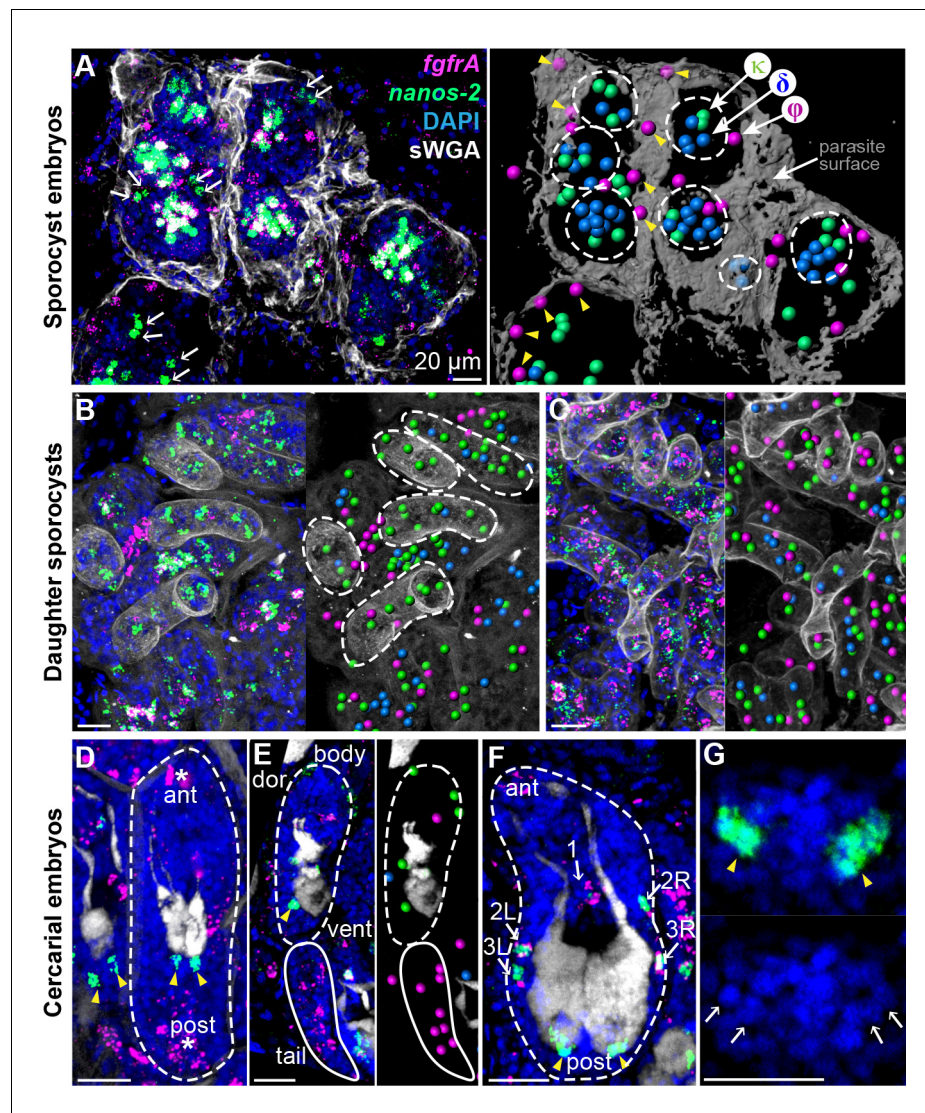 Sporocyst embryos
A
fgfrA
nanos-2
DAPI
sWGA
20 µm
κ
δ
φ
parasite
surface
Daughter sporocysts
B
C
Cercarial embryos
D
*
ant
post
*
E
body
dor
vent
tail
F
ant
1
2L
2R
3L
3R
post
G